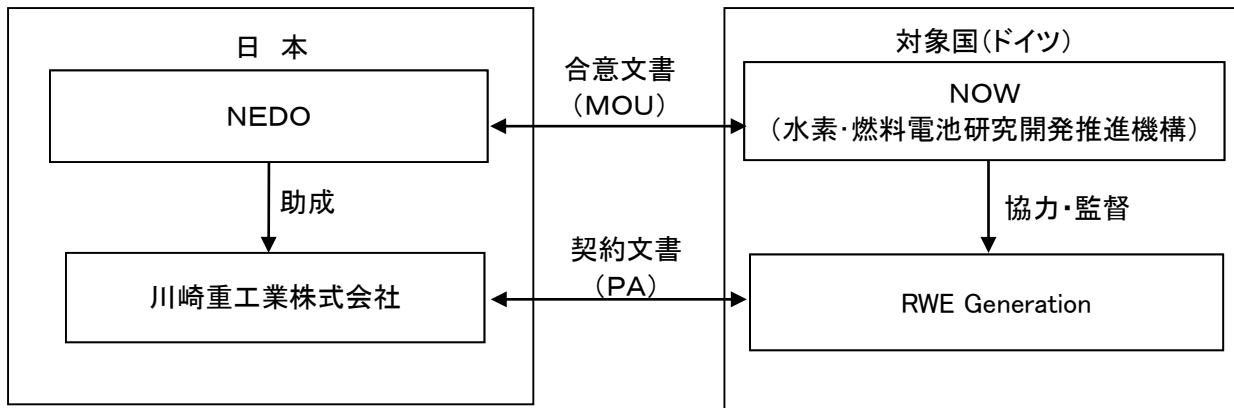 日 本
NEDO
助成
川崎重工業株式会社
合意文書
（MOU）
契約文書
（PA）
対象国(ドイツ)
NOW
（水素・燃料電池研究開発推進機構）
協力・監督
RWE Generation